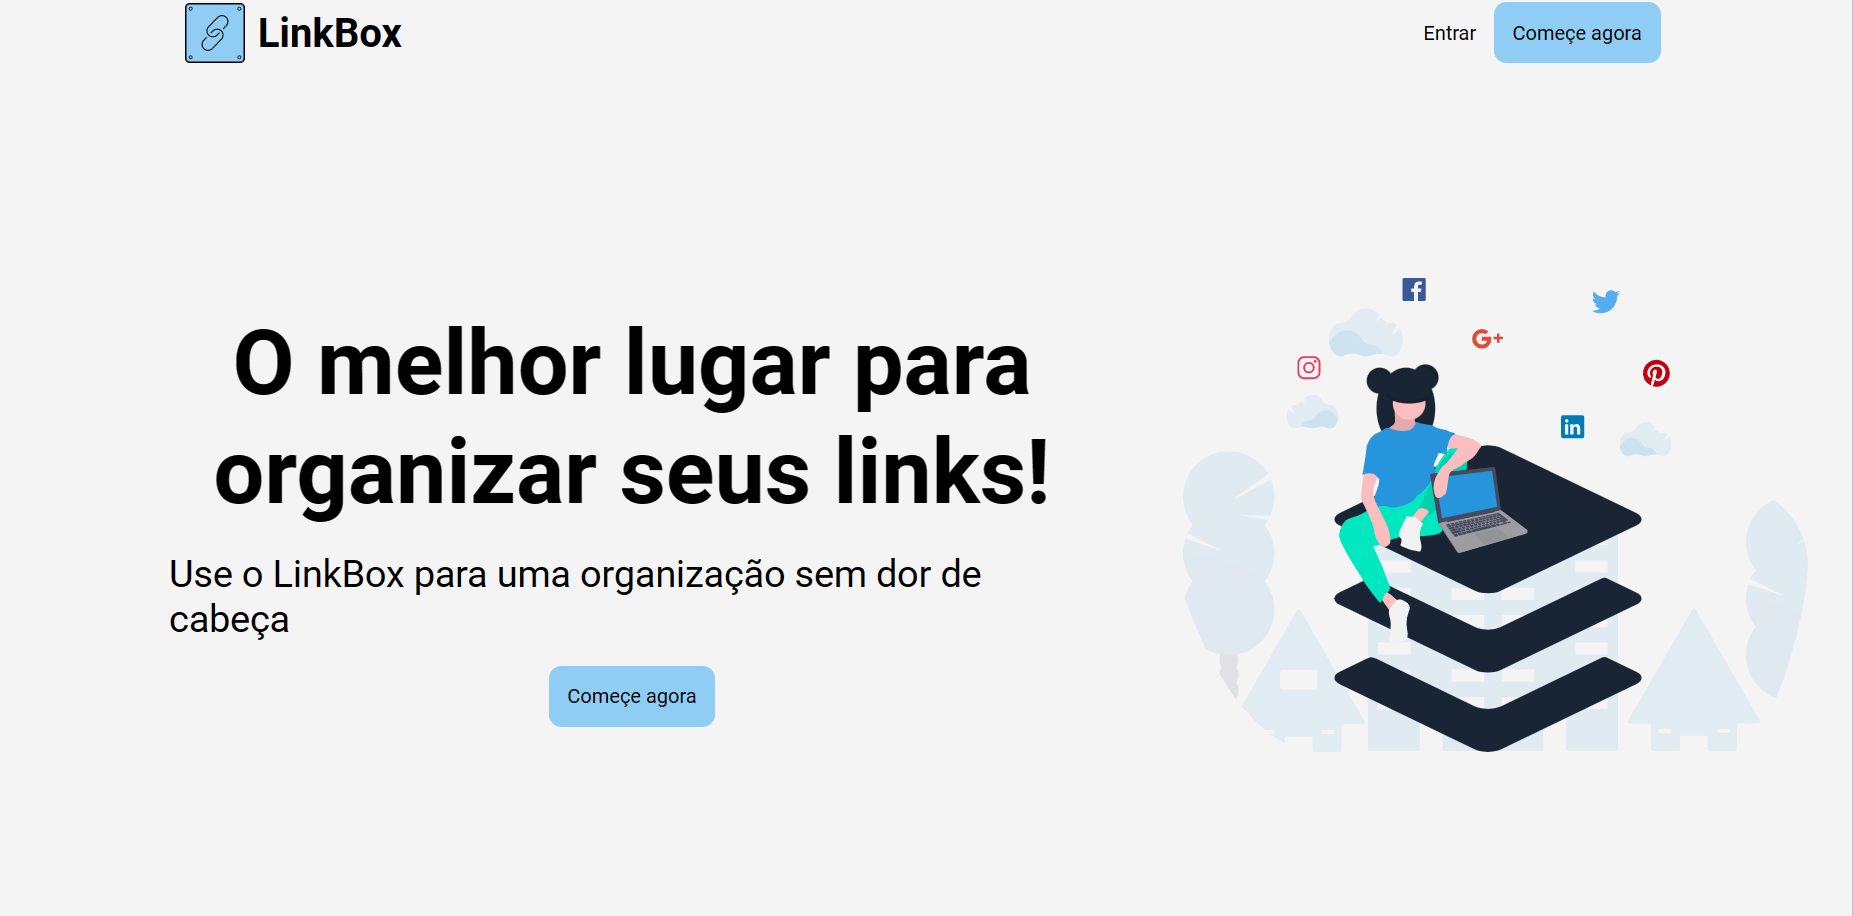 LinkBox
Entrar
Começe agora
O melhor lugar para
organizar seus links!
Use o LinkBox para uma organização sem dor de
cabeça
Começe agora